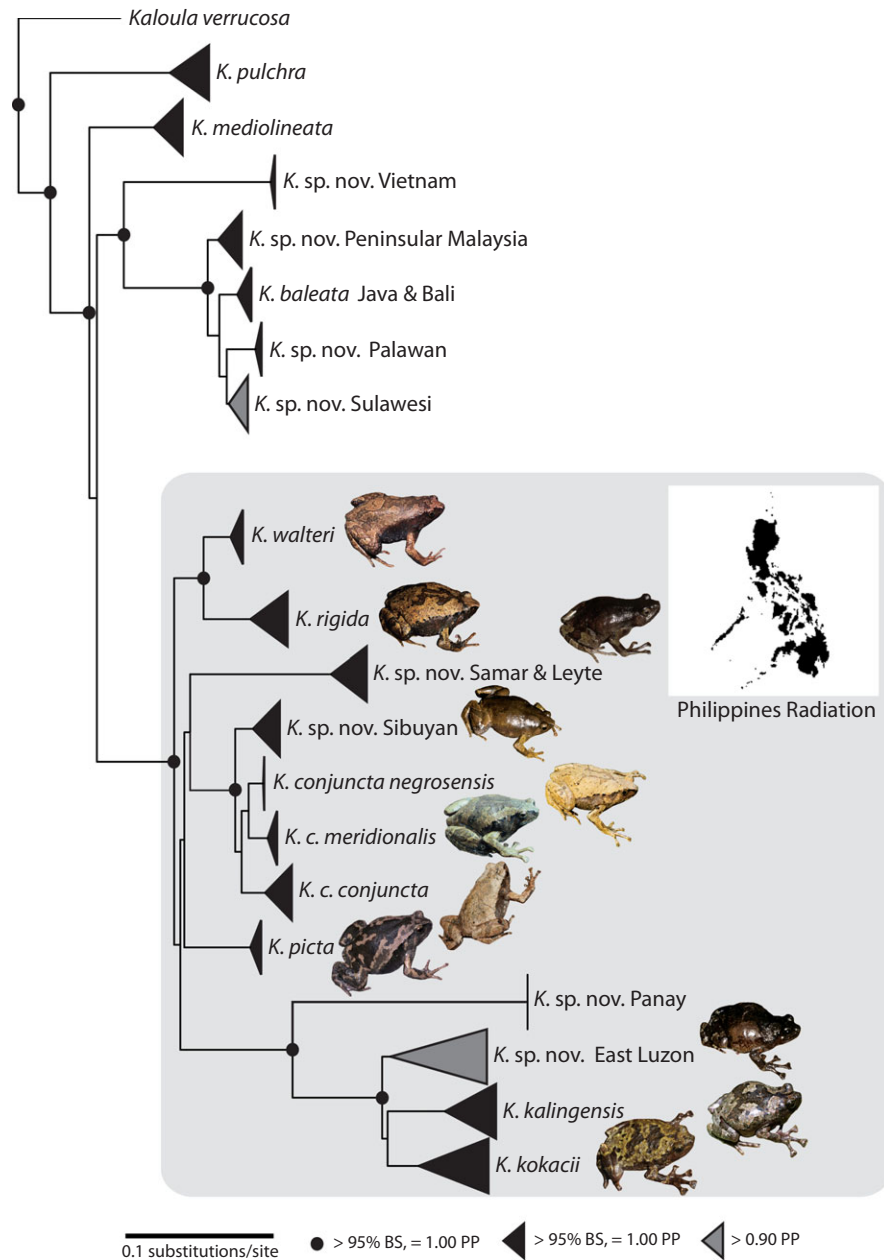 Kaloula verrucosa
K. pulchra
K. mediolineata
K. sp. nov. Vietnam
K. sp. nov. Peninsular Malaysia
K. baleata Java & Bali
K. sp. nov. Palawan
K. sp. nov. Sulawesi
K. walteri
K. rigida
K. sp. nov. Samar & Leyte
Philippines Radiation
K. sp. nov. Sibuyan
K. conjuncta negrosensis
K. c. meridionalis
K. c. conjuncta
K. picta
K. sp. nov. Panay
K. sp. nov. East Luzon
K. kalingensis
K. kokacii
0.1 substitutions/site
> 95% BS, = 1.00 PP
> 95% BS, = 1.00 PP
> 0.90 PP